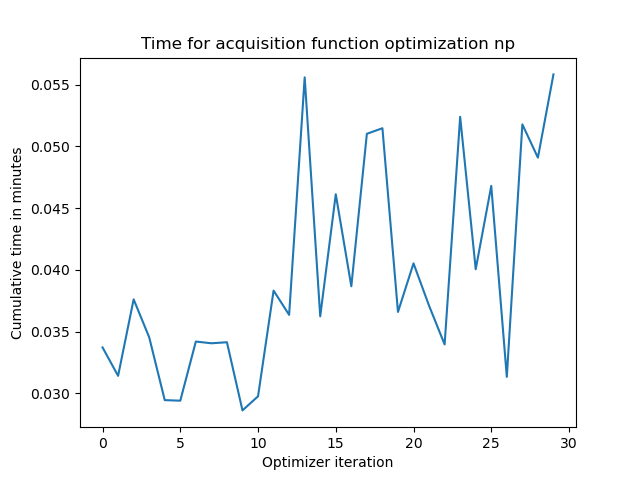 Time for acquisition function optimization np
0.055
0.050
0.045
0.040
0.035
0.030
Cumulative time in minutes
0 5 10 15 20 25 30
Optimizer iteration